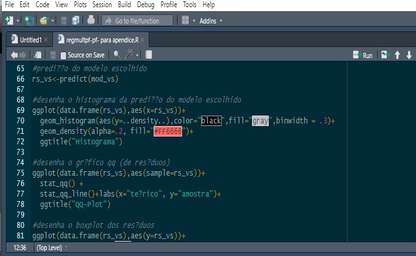 File Edit Code View Plots Session Build Debug Profile Tools Help
Go to file/function Addins
Untitled1 regmultpf-pf- para apendice.R
Source on Save Run
65 #predi??o do modelo escolhido
66 rs_vs<-predict(mod_vs)
67
68 #desenha o histograma da predi??o do modelo escolhido
69 ggplot(data.frame(rs_vs),aes(x=rs_vs))+
70 geom_histogram(aes(y=..density..),color="black",fill="gray",binwidth = .3)+
71 geom_density(alpha=.2, fill="#FF6666")+
72 ggtitle("Histograma")
73
74 #desenha o gr?fico qq (de res?duos)
75 ggplot(data.frame(rs_vs),aes(sample=rs_vs))+
76 stat_qq() +
77 stat_qq_line()+labs(x="te?rico", y="amostra")+
78 ggtitle("QQ-Plot")
79
80 #desenha o boxplot dos res?duos
81 ggplot(data.frame(rs_vs),aes(y=rs_vs))+
12:36 (Top Level)